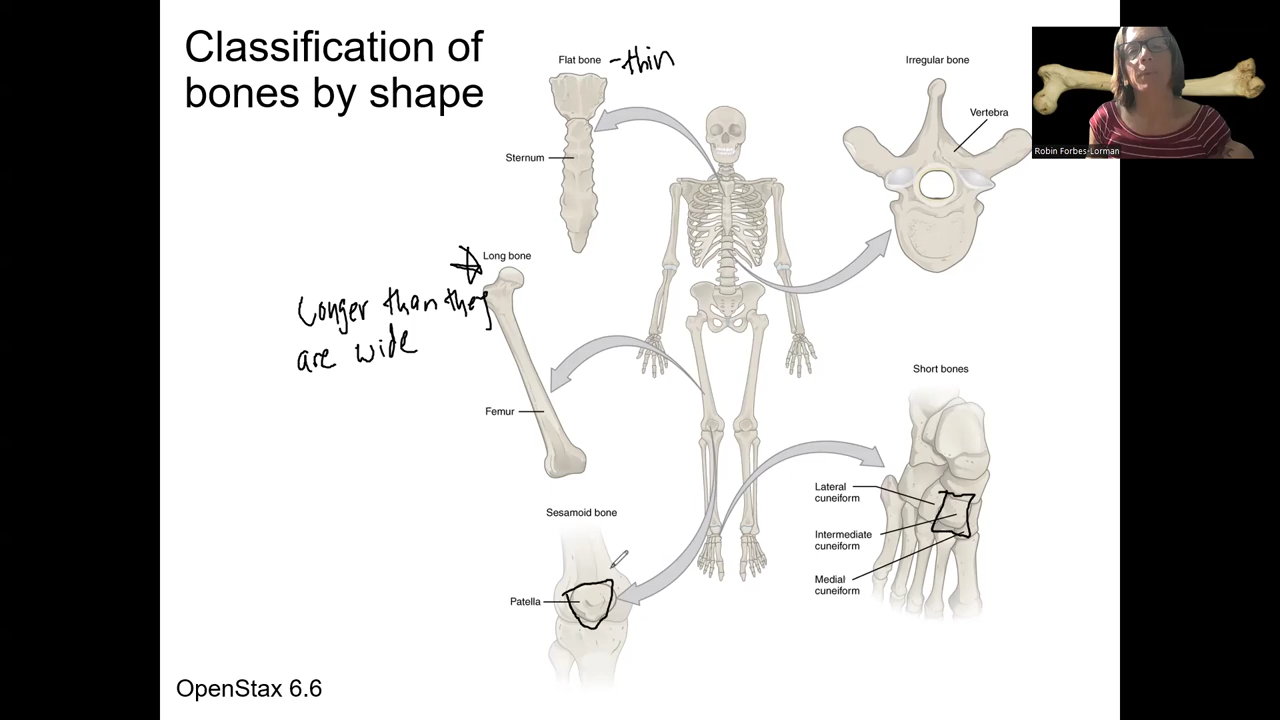 Classification of
bones by shape
Flat bone -thin
Sternum
Irregular bone
Vertebra
Robin Forbes-Lorman
Long bone
Longer than they
are wide
Femur
Short bones
Lateral
cuneiform
Intermediate
cuneiform
Medial
cuneiform
Sesamoid bone
Patella
OpenStax 6.6